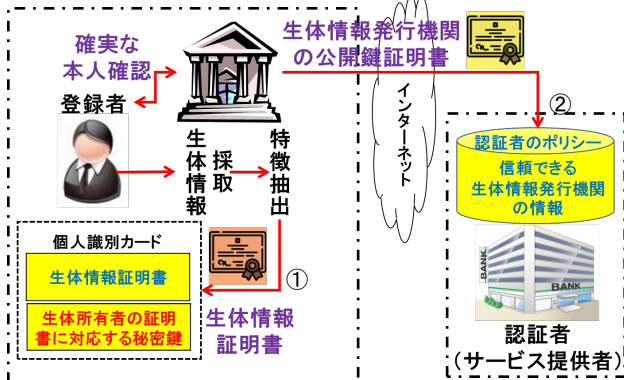 確実な
本人確認
登録者
生体情報
採取
特徴抽出
生体情報発行機関
の公開鍵証明書
インターネット
②
認証者のポリシー
信頼できる
生体情報発行機関
の情報
BANK
BANK
認証者
(サービス提供者)
個人識別カード
生体情報証明書
生体所有者の証明
書に対応する秘密鍵
①
生体情報
証明書